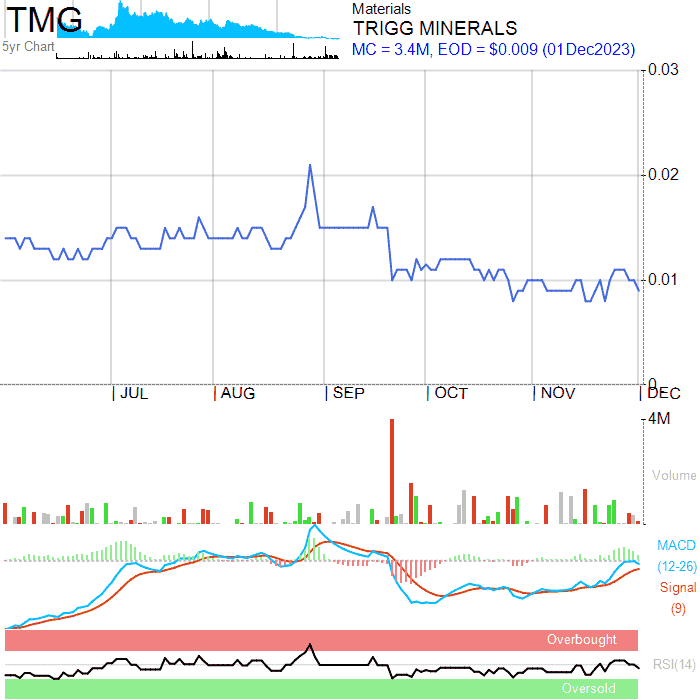 TMG
5yr Chart
Materials
TRIGG MINERALS
MC = 3.4M, EOD = $0.009 (01Dec2023)
0.03
0.02
0.01
0
JUL AUG SEP OCT NOV DEC
4M
Volume
MACD
(12-26)
Signal
(9)
Overbought
RSI(14)
Oversold